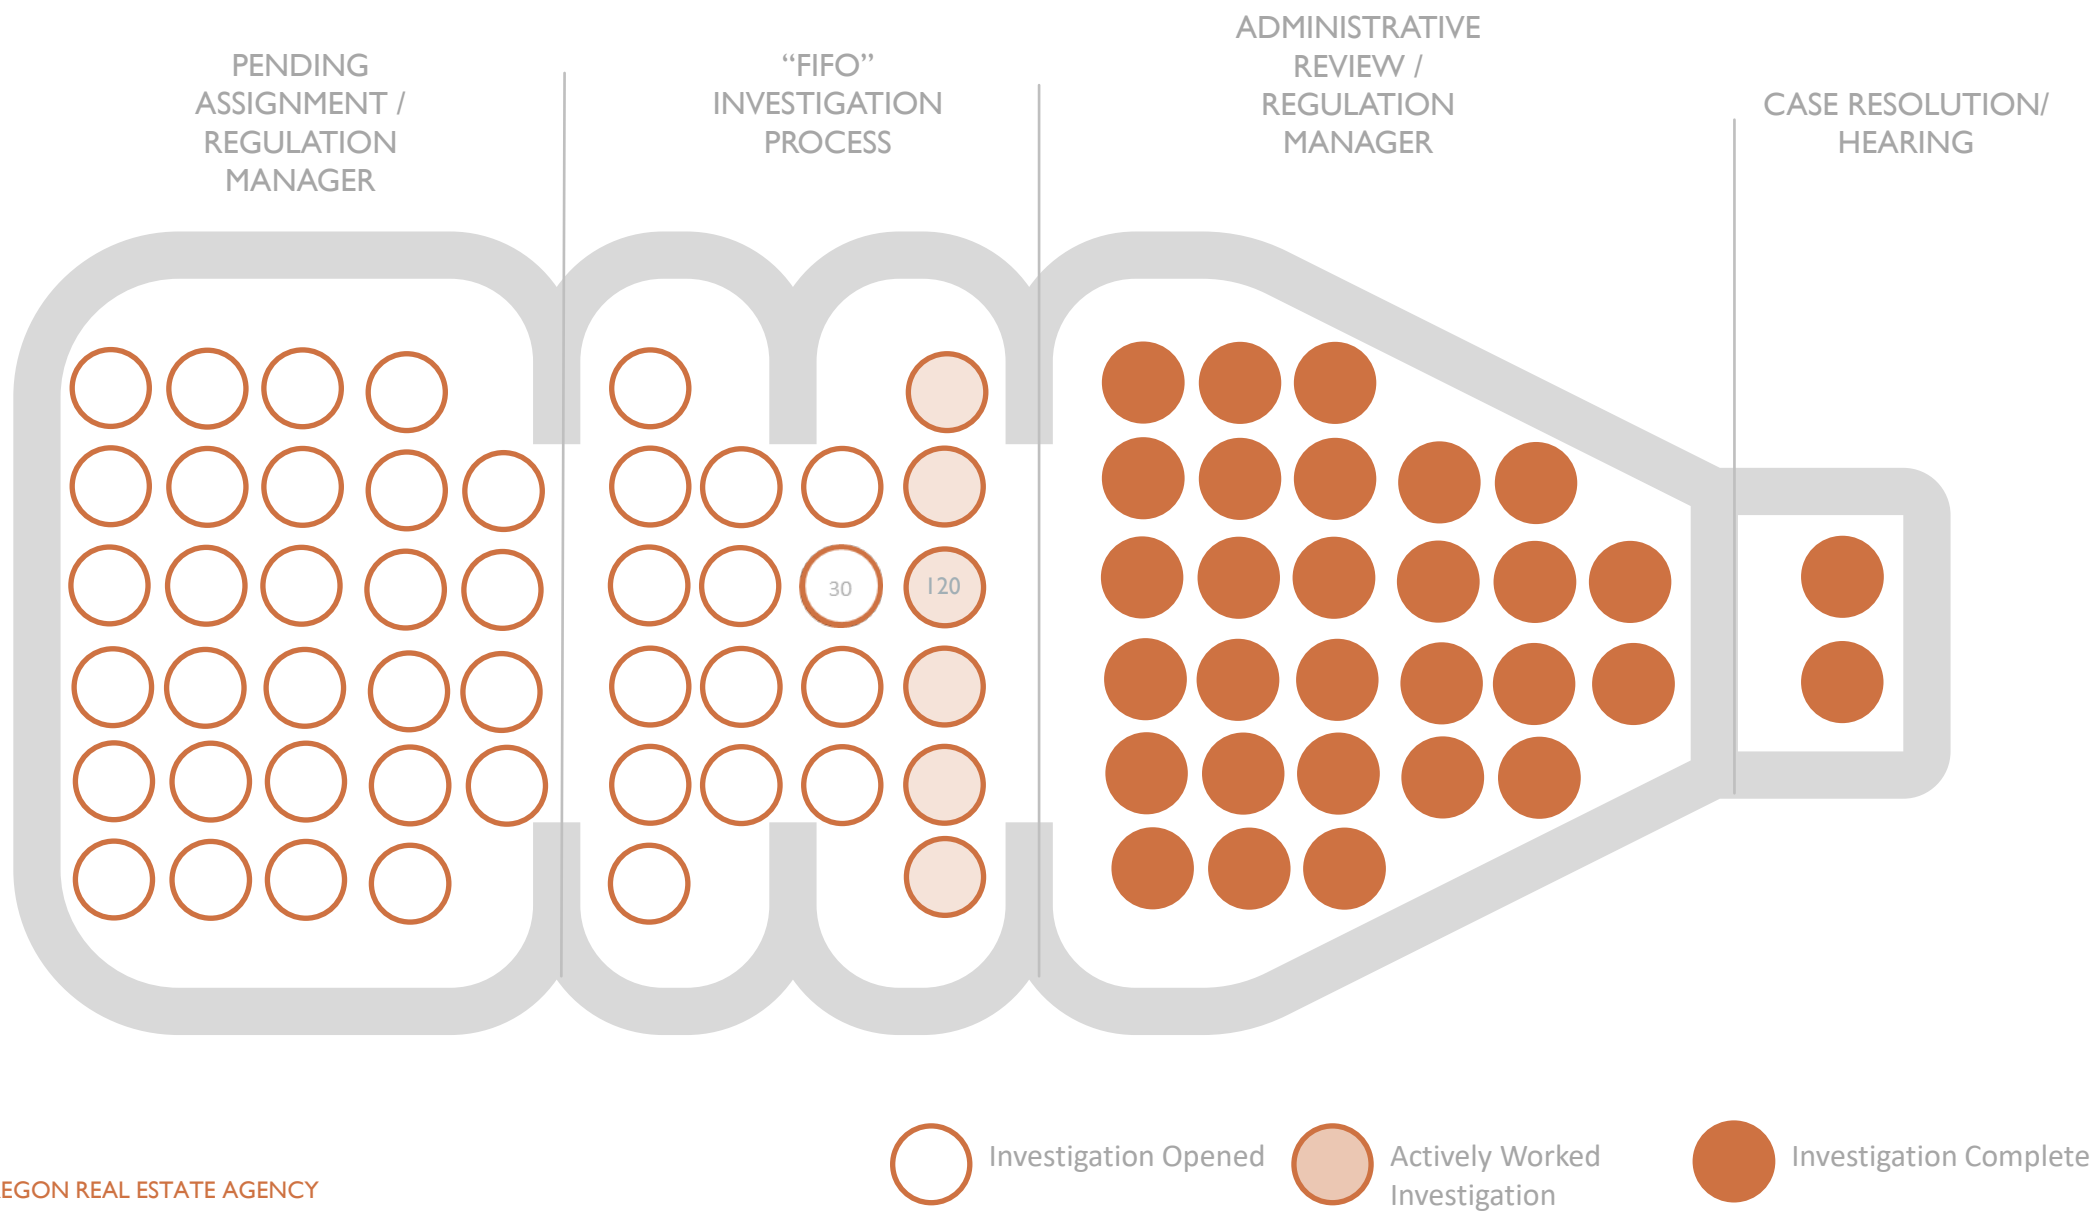 PENDING
ASSIGNMENT /
REGULATION
MANAGER
“FIFO”
INVESTIGATION
PROCESS
ADMINISTRATIVE
REVIEW /
REGULATION
MANAGER
CASE RESOLUTION/
HEARING
30
120
Investigation Opened
Actively Worked
Investigation
Investigation Complete
EGON REAL ESTATE AGENCY